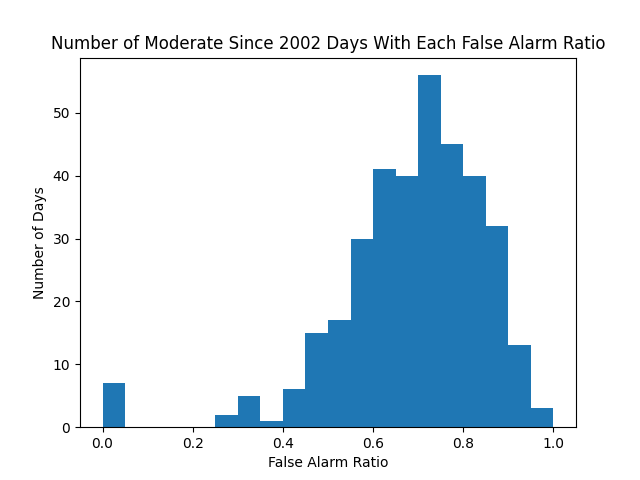 Number of Moderate Since 2002 Days With Each False Alarm Ratio
50
40
30
20
10
0
Number of Days
0.0 0.2 0.4 0.6 0.8 1.0
False Alarm Ratio